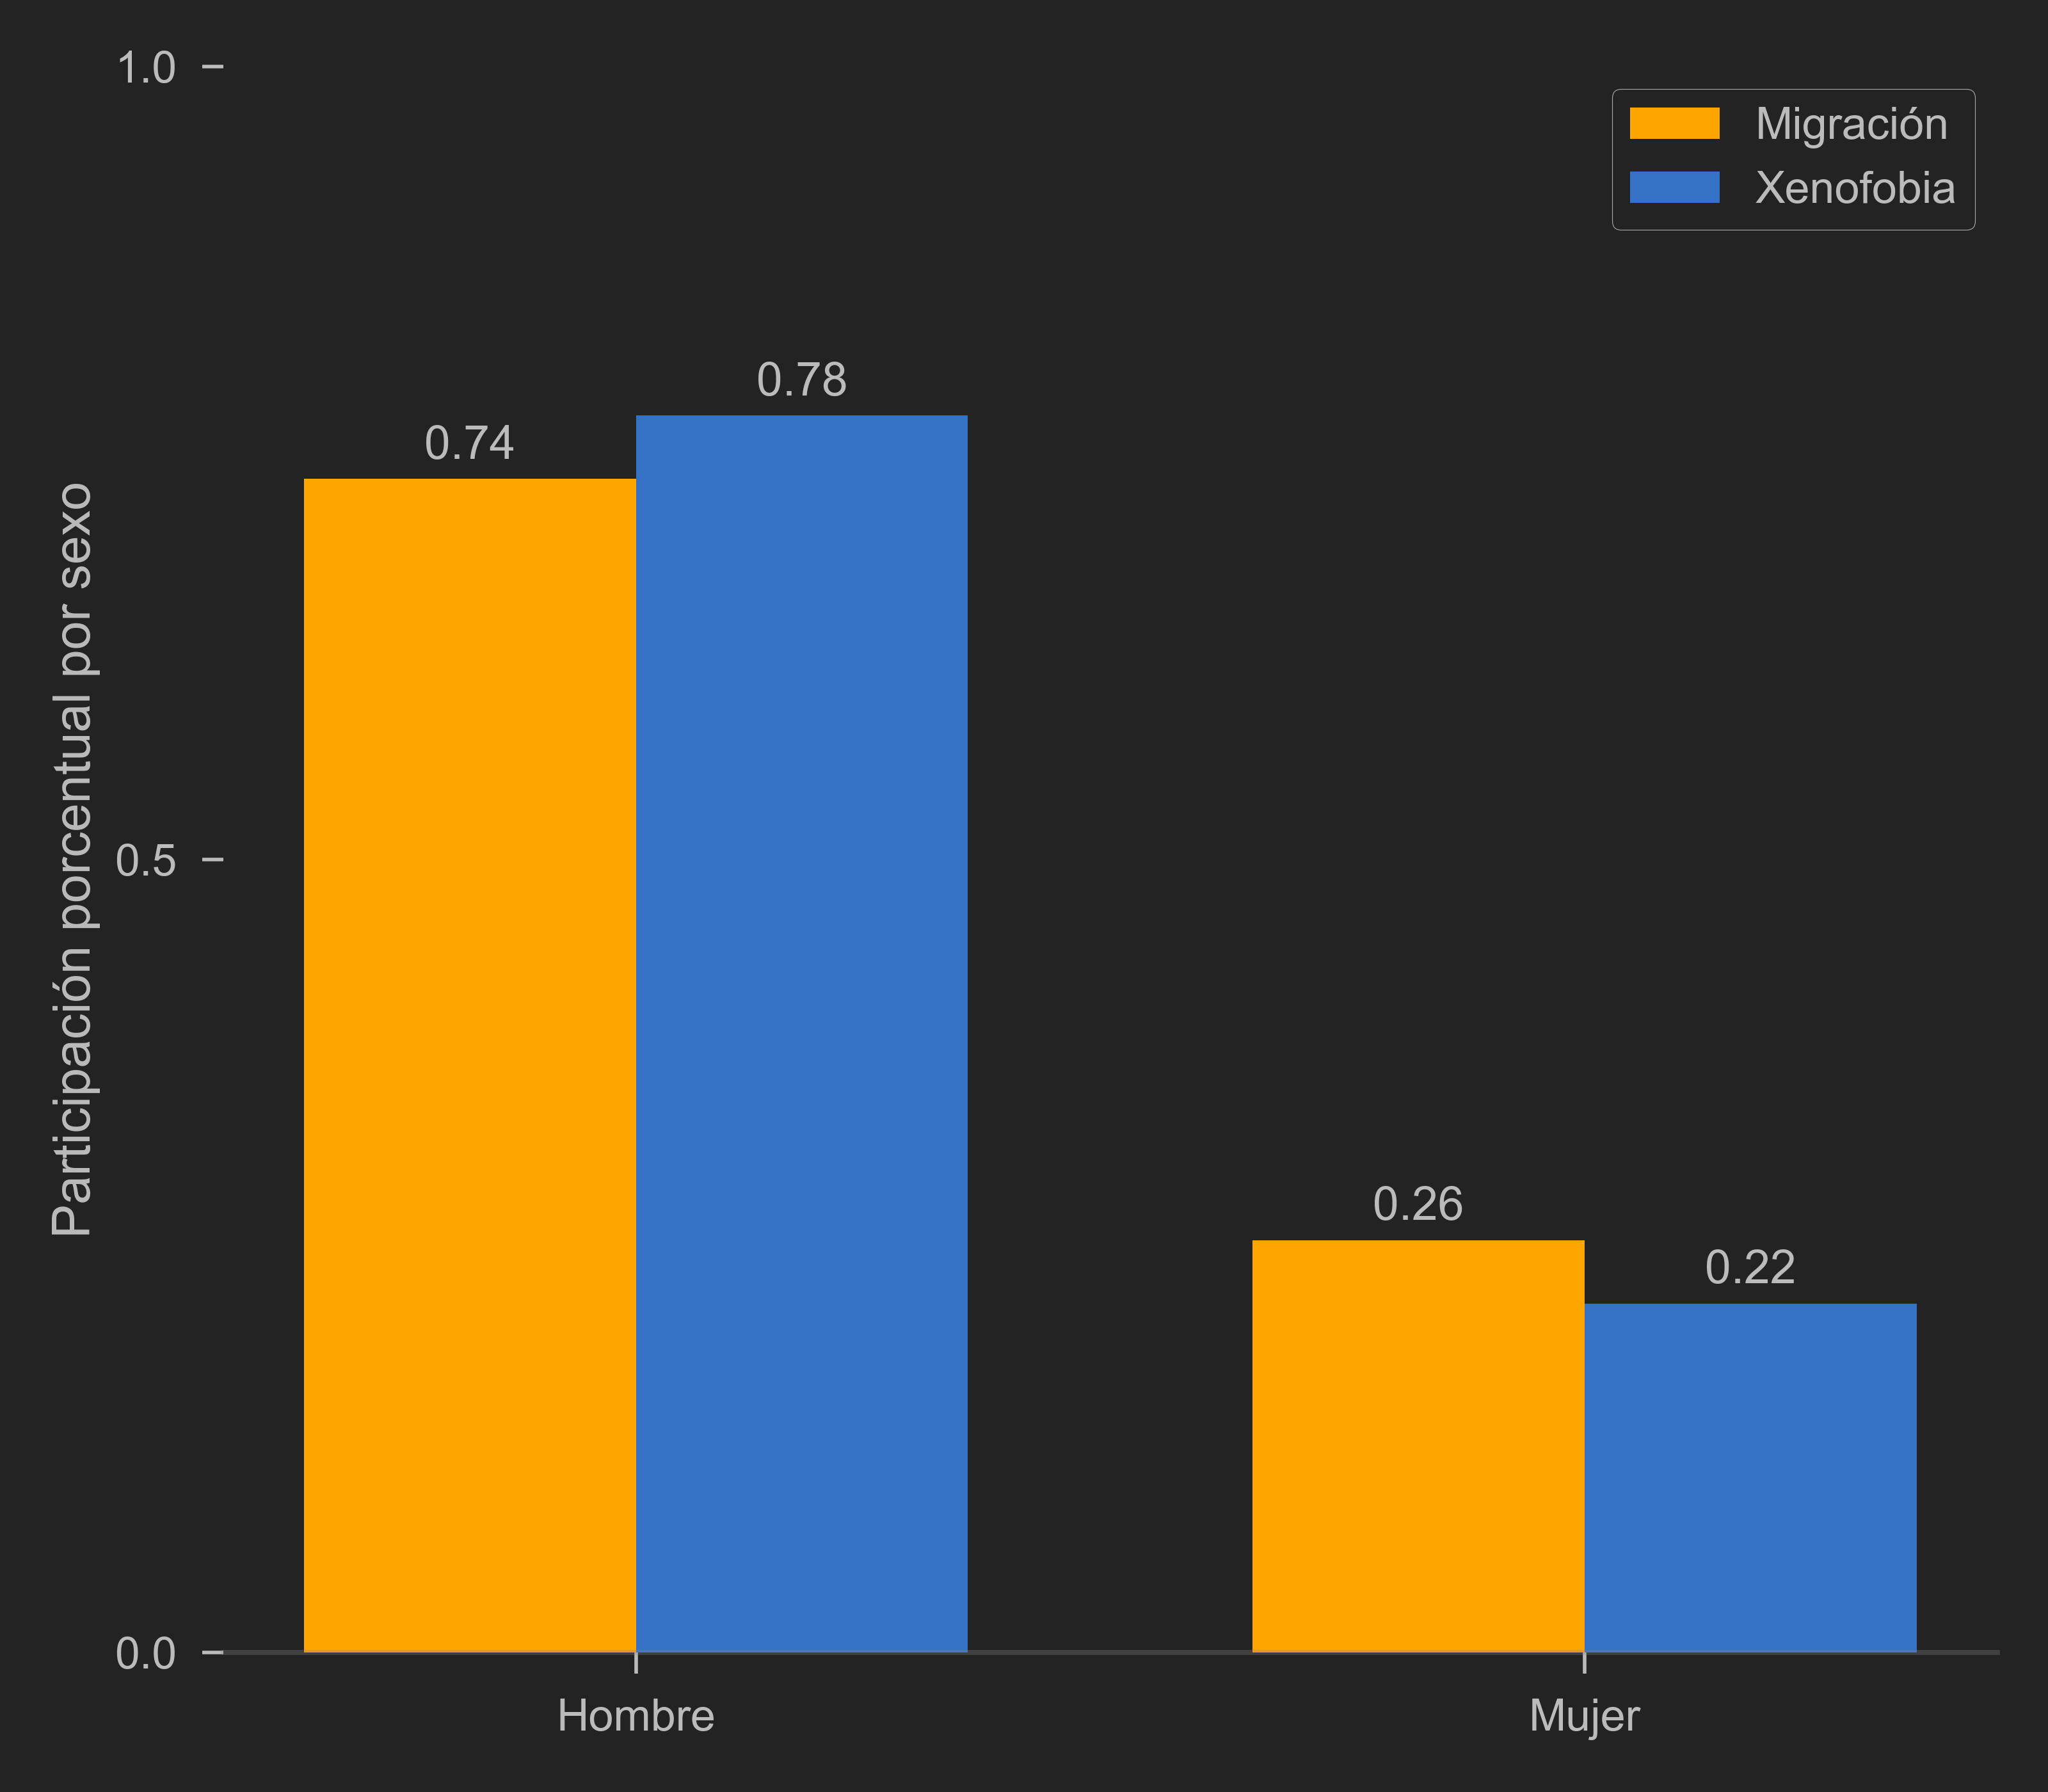 Participación porcentual por sexo
1.0
0.5
0.0
Migración
Xenofobia
0.74
0.78
0.26
0.22
Hombre
Mujer